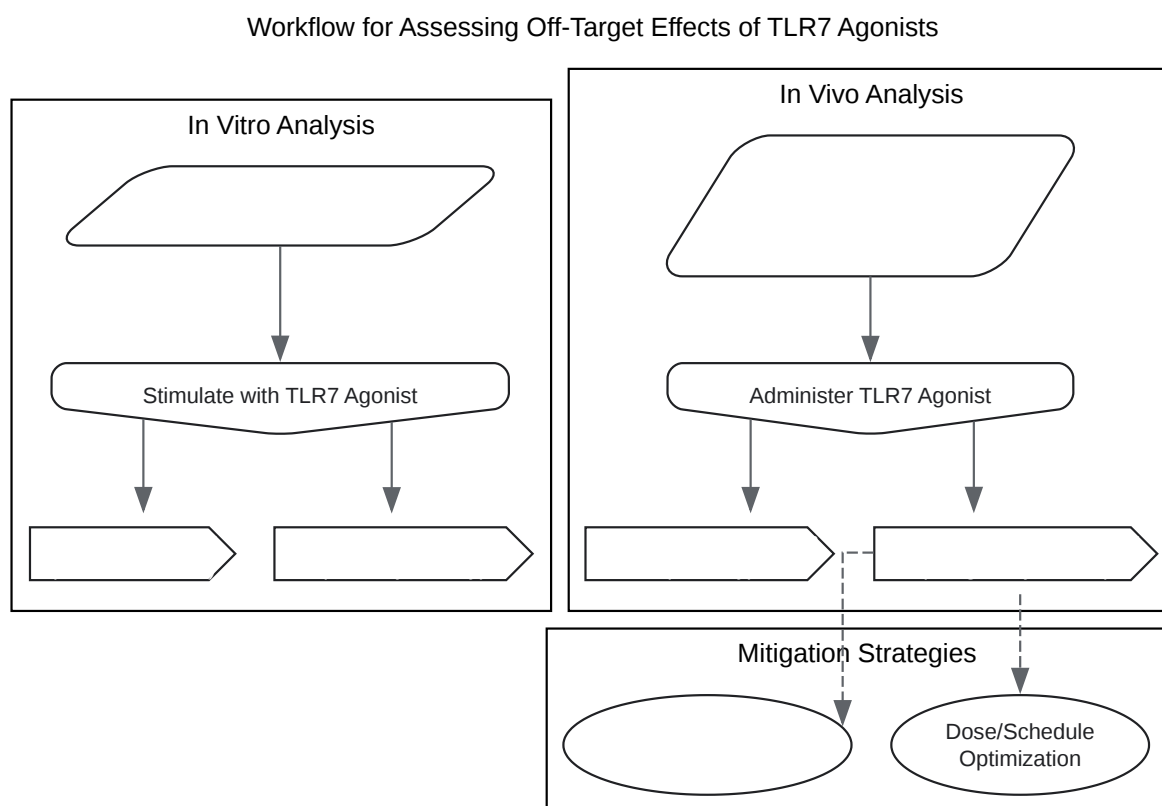 Workflow for Assessing Off-Target Effects of TLR7 Agonists
In Vitro Analysis
Stimulate with TLR7 Agonist
In Vivo Analysis
Administer TLR7 Agonist
Mitigation Strategies
Dose/Schedule
Optimization